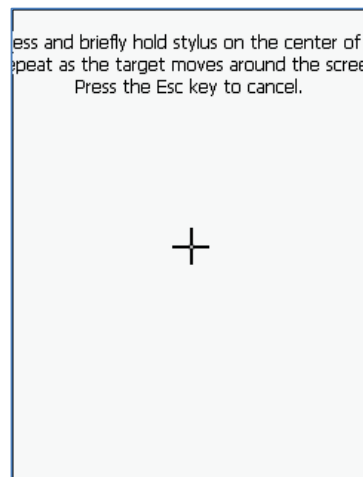 ess and briefly hold stylus on the center of
epeat as the target moves around the scree
Press the Esc key to cancel.